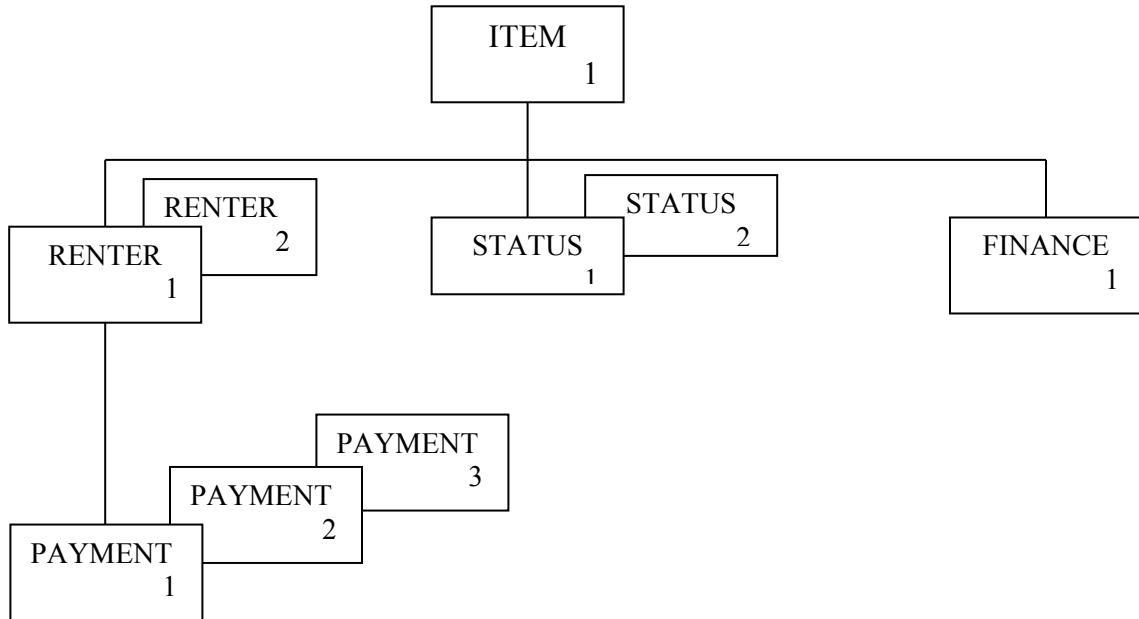 ITEM
1
RENTER
2
RENTER
1
STATUS
2
STATUS
1
FINANCE
1
PAYMENT
3
PAYMENT
2
PAYMENT
1